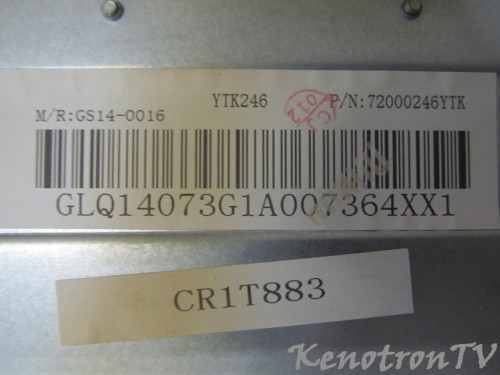 YTK246 P/N:72000246YTK
M/R:GS14-0016
GLQ14073G1A007364XX1
CR1T883
KenotronTV